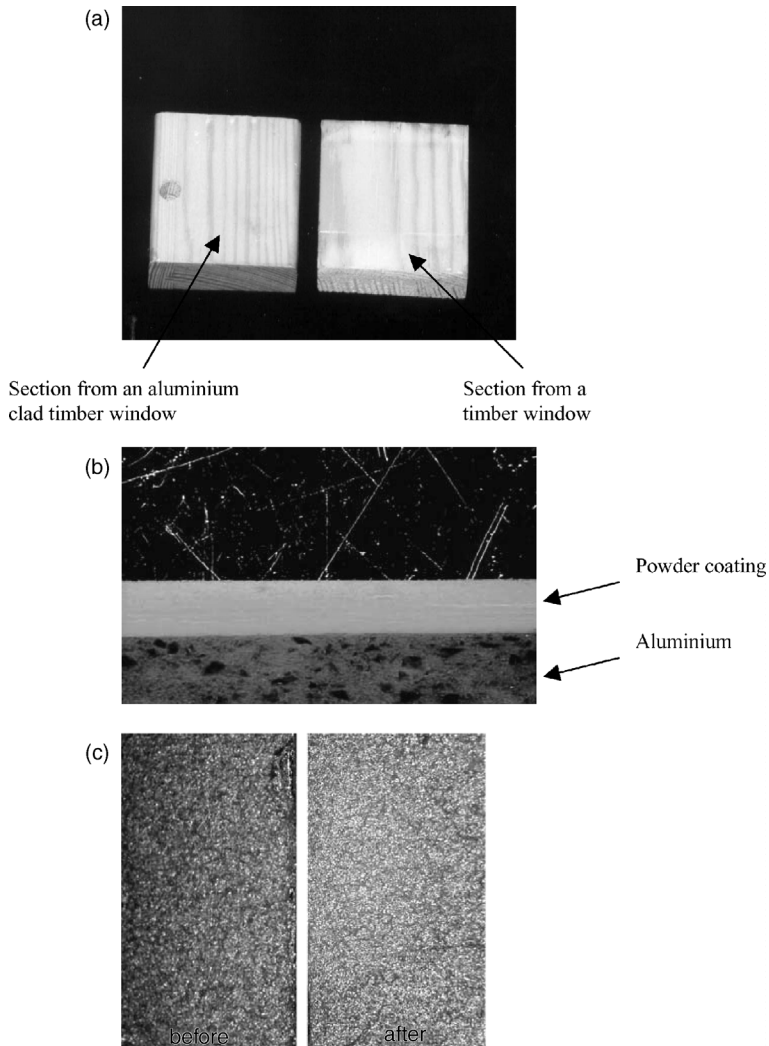 (a)
Section from an aluminium
clad timber window
Section from a
timber window
(b)
Powder coating
Aluminium
(c)
before
after